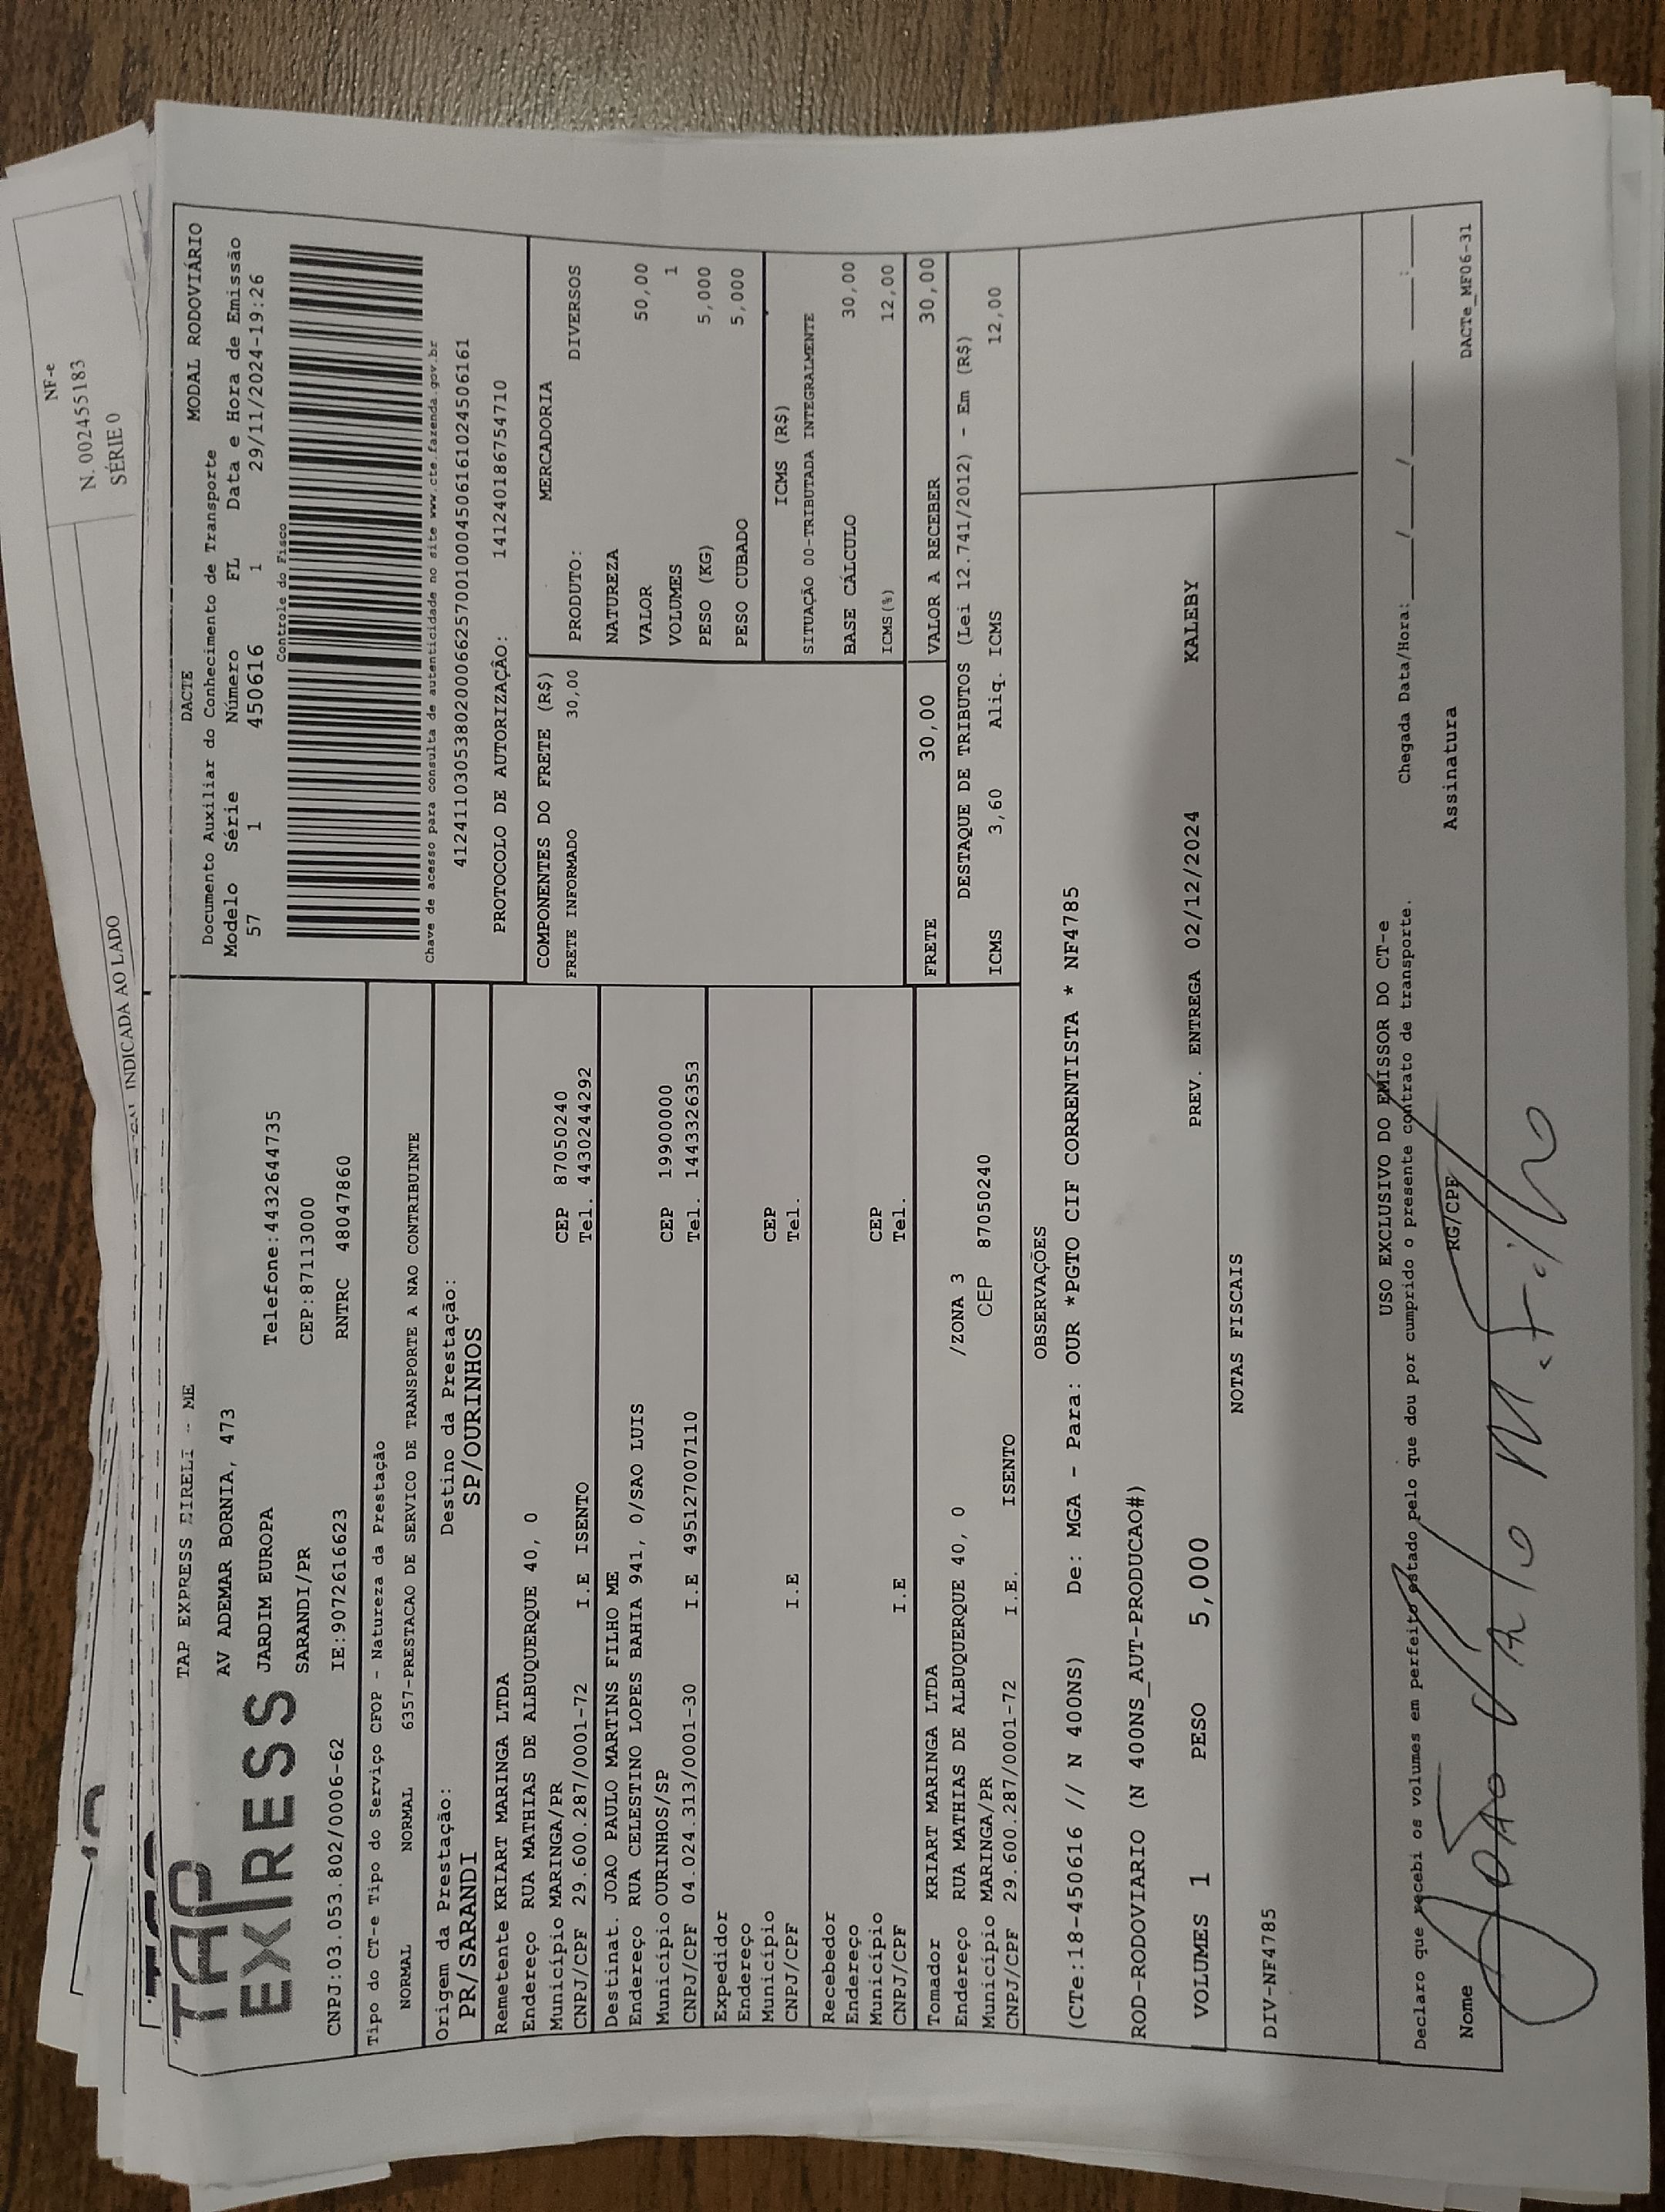 NF-e
N. 002455183
SÉRIE 0
INDICADA AO LADO
TAP
EXPRESS
TAP EXPRESS EIRELI - ME
AV ADEMAR BORNIA, 473
JARDIM EUROPA Telefone:4432644735
SARANDI/PR CEP:87113000
CNPJ:03.053.802/0006-62 IE:9072616623 RNTRC 48047860
DACTE MODAL RODOVIÁRIO
Documento Auxiliar do Conhecimento de Transporte
Modelo Série Número FL Data e Hora de Emissão
57 1 450616 1 29/11/2024-19:26
Controle do Fisco
Chave de acesso para consulta de autenticidade no site www.cte.fazenda.gov.br
41241103053802000662570010004506161024506161
PROTOCOLO DE AUTORIZAÇÃO: 141240186754710
Tipo do CT-e Tipo do Serviço CFOP - Natureza da Prestação
NORMAL NORMAL 6357-PRESTACAO DE SERVICO DE TRANSPORTE A NAO CONTRIBUINTE
Origem da Prestação: Destino da Prestação:
PR/SARANDI SP/OURINHOS
Remetente KRIART MARINGA LTDA
Endereço RUA MATHIAS DE ALBUQUERQUE 40, 0
Município MARINGA/PR CEP 87050240
CNPJ/CPF 29.600.287/0001-72 I.E ISENTO Tel. 4430244292
Destinat. JOAO PAULO MARTINS FILHO ME
Endereço RUA CELESTINO LOPES BAHIA 941, 0/SAO LUIS
Município OURINHOS/SP CEP 19900000
CNPJ/CPF 04.024.313/0001-30 I.E 495127007110 Tel. 1443326353
Expedidor
Endereço
Município CEP
CNPJ/CPF I.E Tel.
Recebedor
Endereço
Município CEP
CNPJ/CPF I.E Tel.
Tomador KRIART MARINGA LTDA
Endereço RUA MATHIAS DE ALBUQUERQUE 40, 0 /ZONA 3
Município MARINGA/PR CEP 87050240
CNPJ/CPF 29.600.287/0001-72 I.E. ISENTO
COMPONENTES DO FRETE (R$)
FRETE INFORMADO 30,00
MERCADORIA
PRODUTO: DIVERSOS
NATUREZA
VALOR 50,00
VOLUMES 1
PESO (KG) 5,000
PESO CUBADO 5,000
ICMS (R$)
SITUAÇÃO 00-TRIBUTADA INTEGRALMENTE
BASE CÁLCULO 30,00
ICMS(%) 12,00
FRETE 30,00 VALOR A RECEBER 30,00
DESTAQUE DE TRIBUTOS (Lei 12.741/2012) - Em (R$)
ICMS 3,60 Aliq. ICMS 12,00
OBSERVAÇÕES
(CTe:18-450616 // N 400NS) De: MGA - Para: OUR *PGTO CIF CORRENTISTA * NF4785
ROD-RODOVIARIO (N 400NS_AUT-PRODUCAO#)
VOLUMES 1 PESO 5,000 PREV. ENTREGA 02/12/2024 KALEBY
NOTAS FISCAIS
DIV-NF4785
USO EXCLUSIVO DO EMISSOR DO CT-e
Declaro que recebi os volumes em perfeito estado pelo que dou por cumprido o presente contrato de transporte. Chegada Data/Hora:___/___/___ __:__
Nome RG/CPF Assinatura
João Paulo M. Filho
DACTe_MF06-31